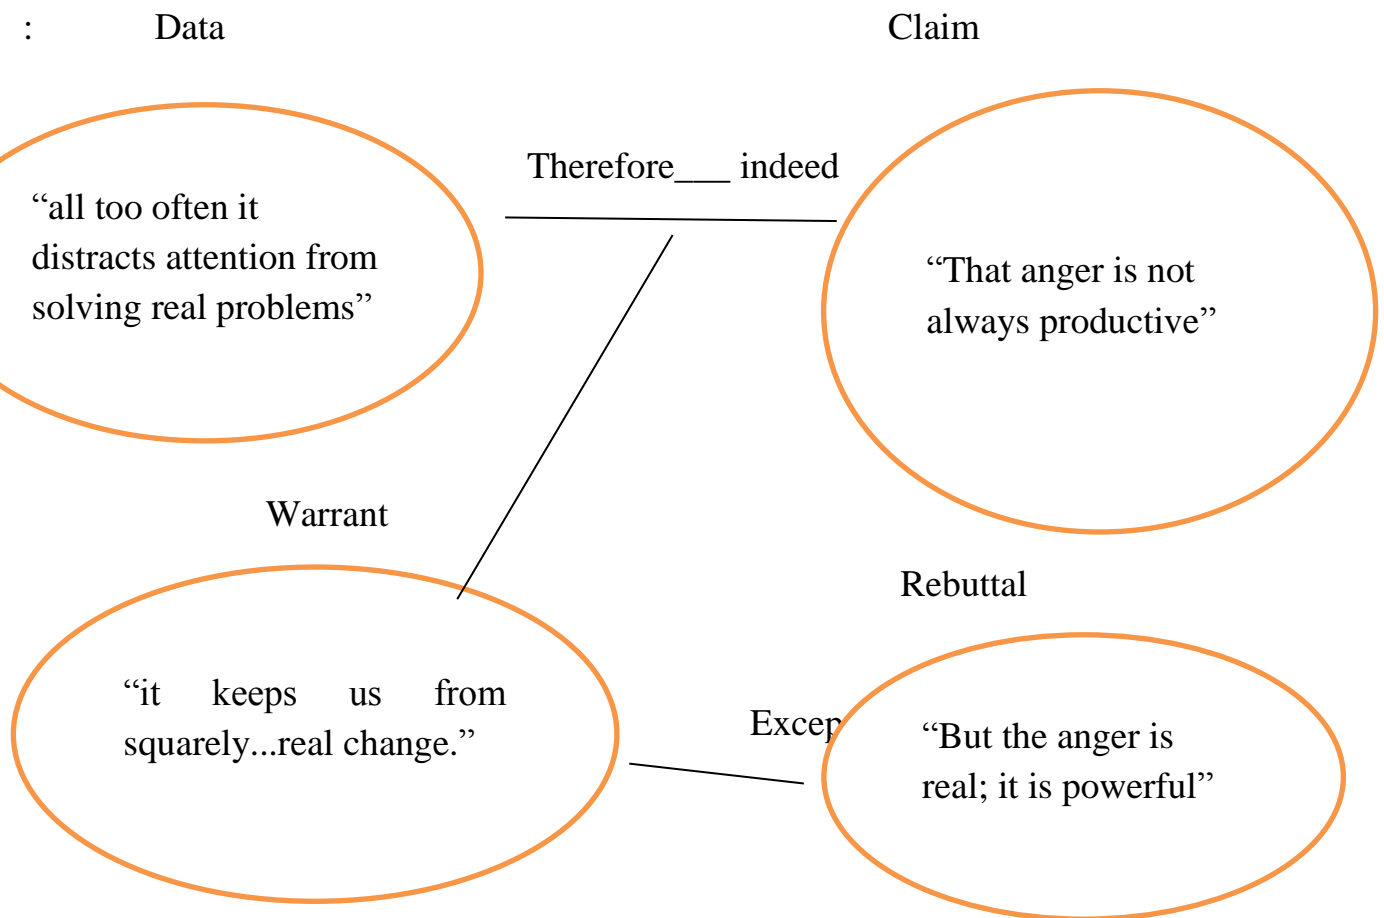 : Data Claim
Therefore___ indeed
“all too often it
distracts attention from
solving real problems”
“That anger is not
always productive”
Warrant
Rebuttal
“it keeps us from
squarely...real change.”
Excep
“But the anger is
real; it is powerful”